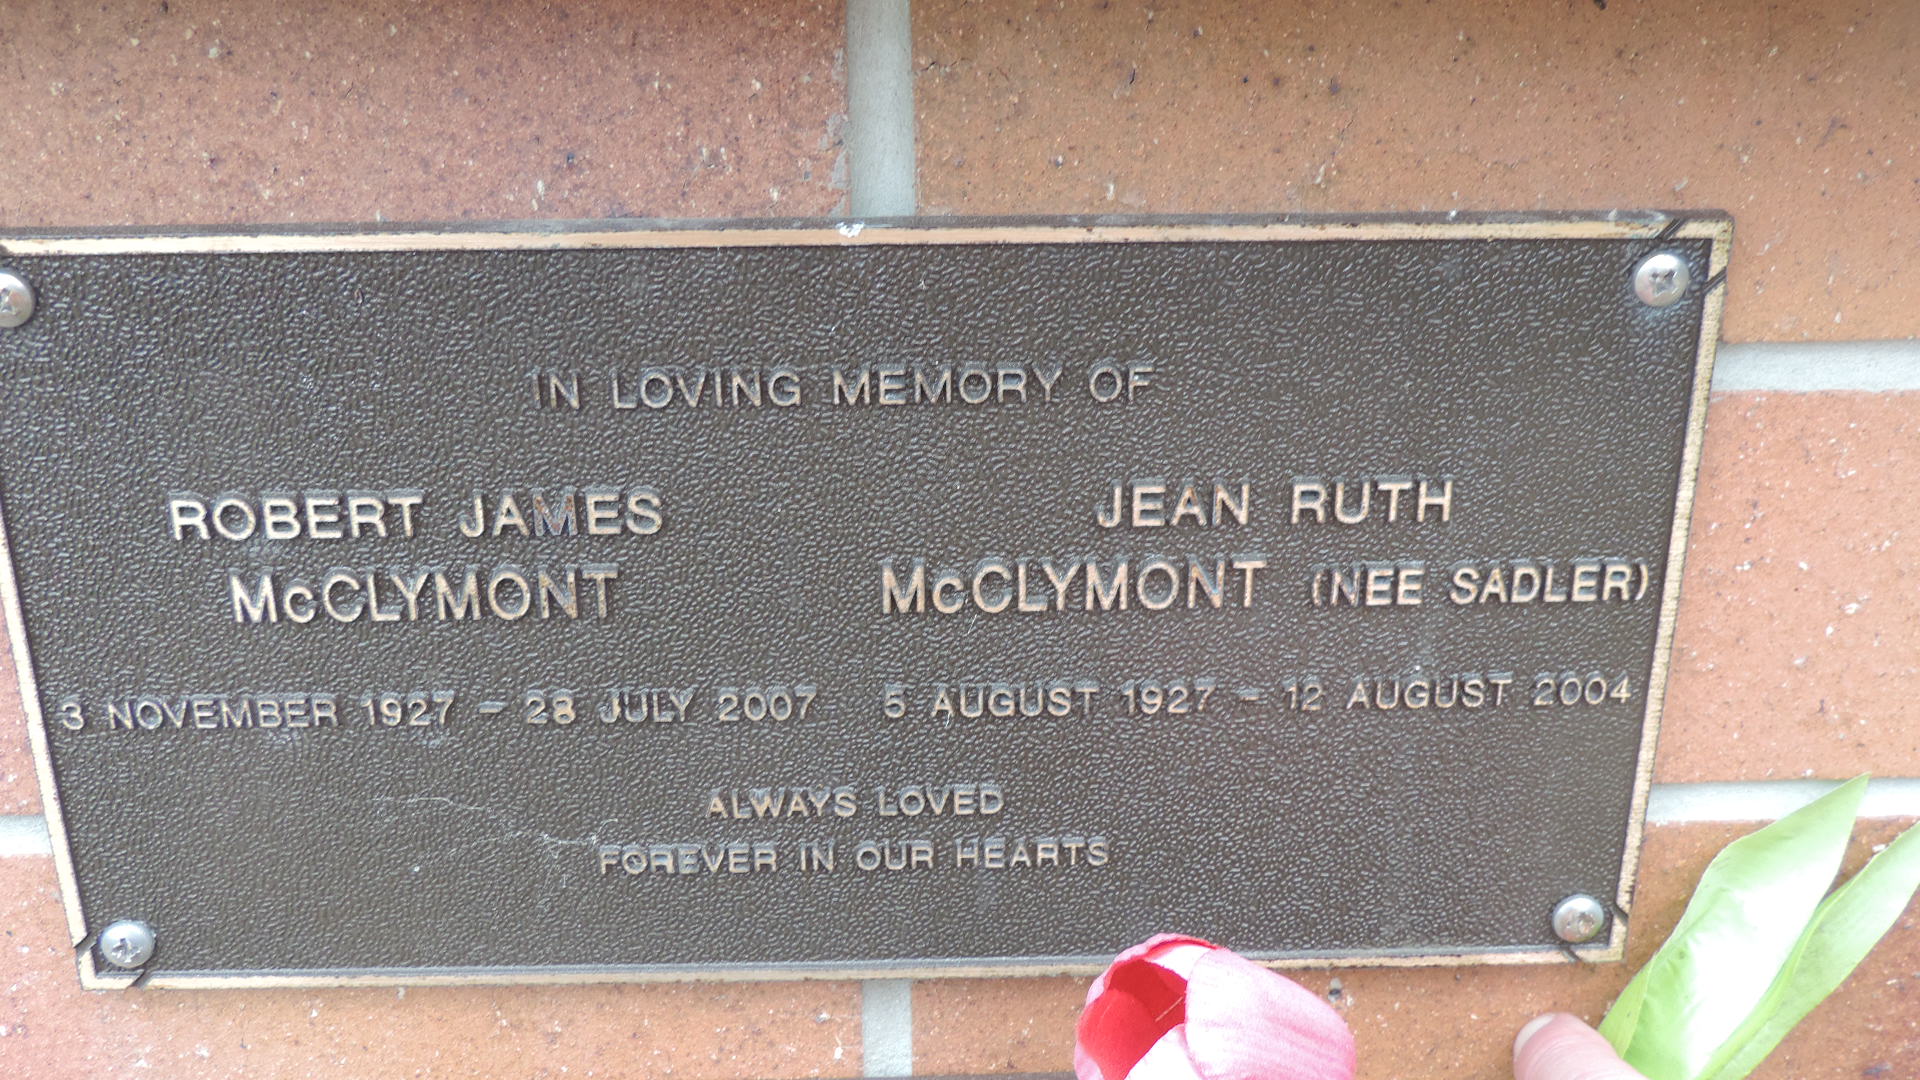 IN LOVING MEMORY OF
ROBERT JAMES
McCLYMONT
3 NOVEMBER 1927 - 28 JULY 2007
JEAN RUTH
McCLYMONT (NEE SADLER)
5 AUGUST 1927 - 12 AUGUST 2004
ALWAYS LOVED
FOREVER IN OUR HEARTS